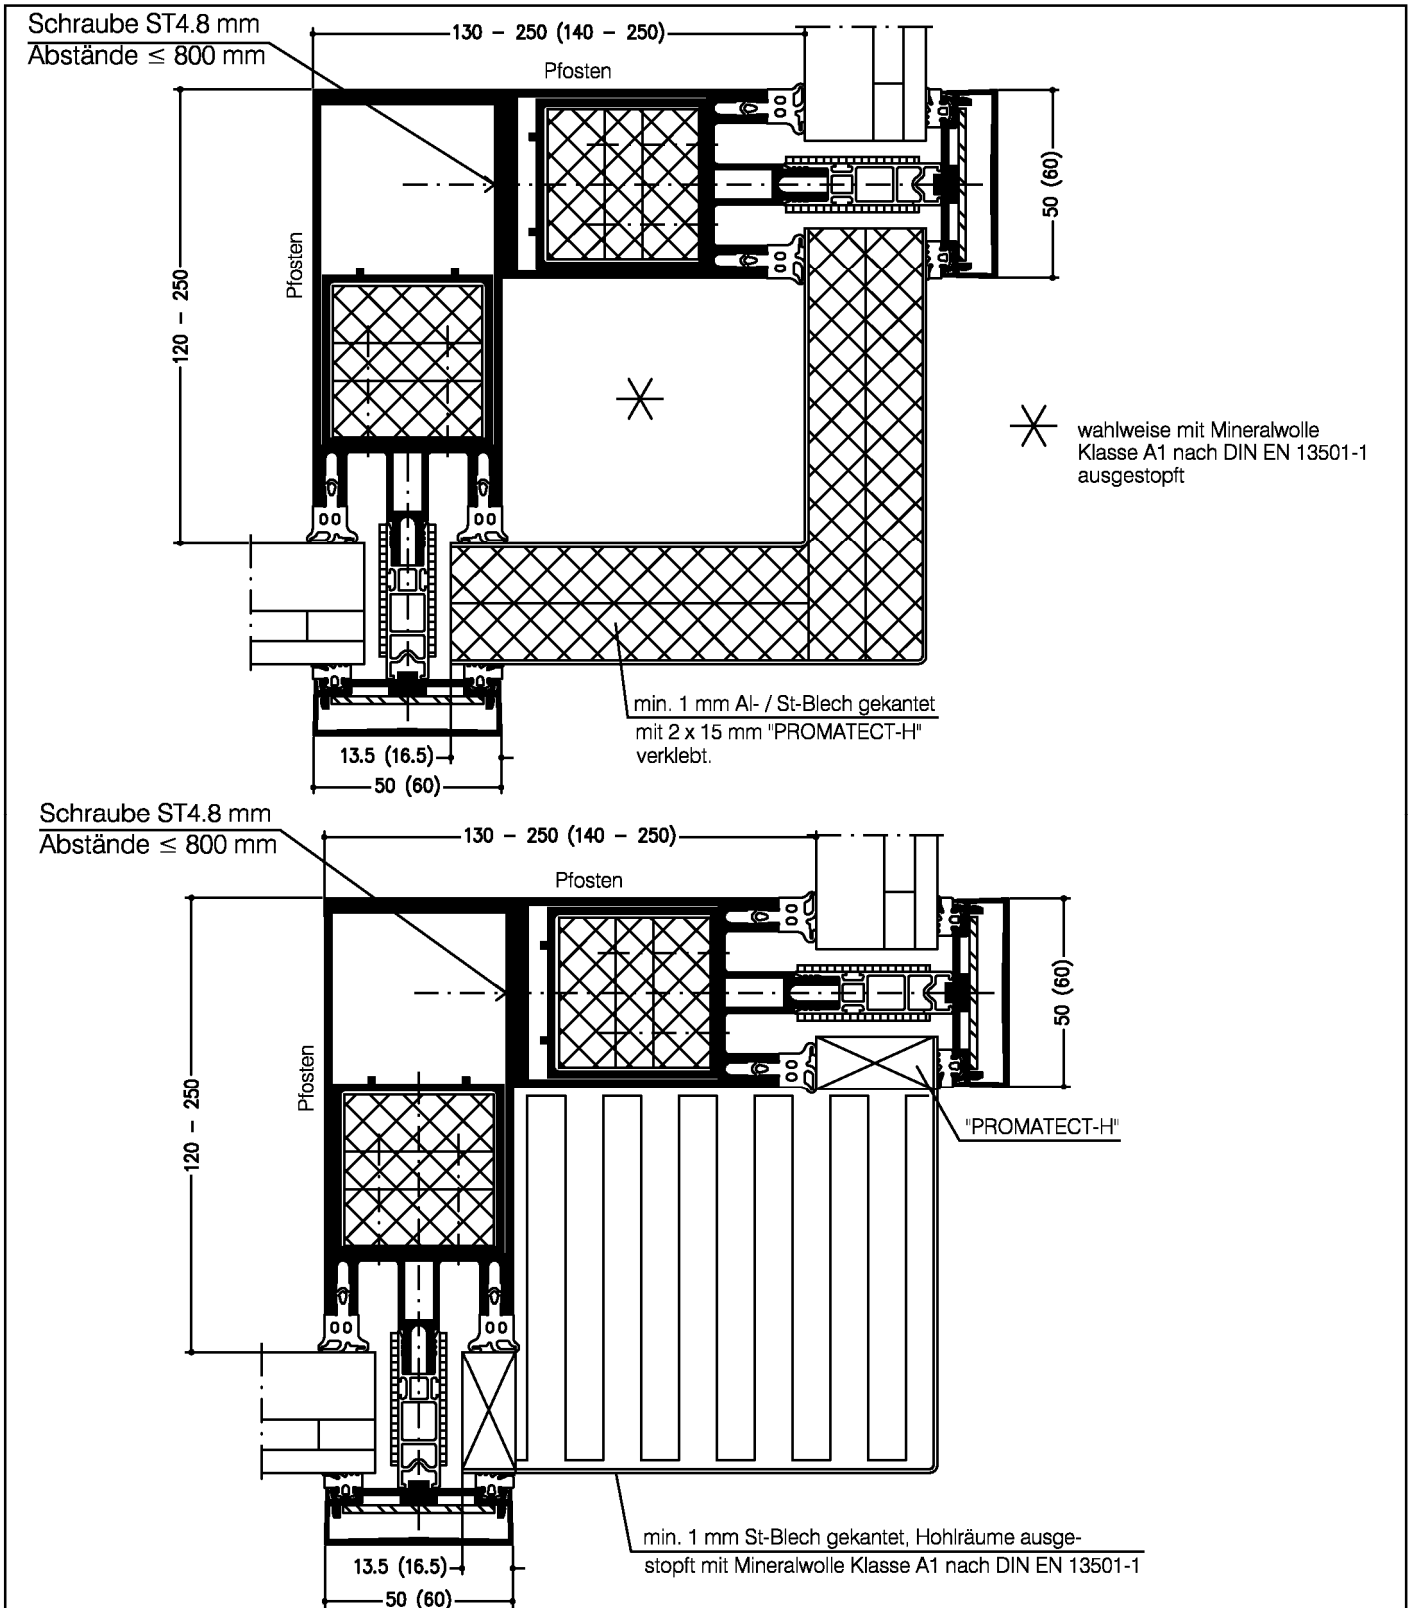 Schraube ST4.8 mm
Abstände ≤ 800 mm
130 - 250 (140 - 250)
Pfosten
50 (60)
Pfosten
120 - 250
wahlweise mit Mineralwolle
Klasse A1 nach DIN EN 13501-1
ausgestopft
min. 1 mm Al- / St-Blech gekantet
mit 2 x 15 mm "PROMATECT-H"
verklebt.
13.5 (16.5)
50 (60)
Schraube ST4.8 mm
Abstände ≤ 800 mm
130 - 250 (140 - 250)
Pfosten
50 (60)
Pfosten
120 - 250
"PROMATECT-H"
min. 1 mm St-Blech gekantet, Hohlräume ausge-
stopft mit Mineralwolle Klasse A1 nach DIN EN 13501-1
13.5 (16.5)
50 (60)